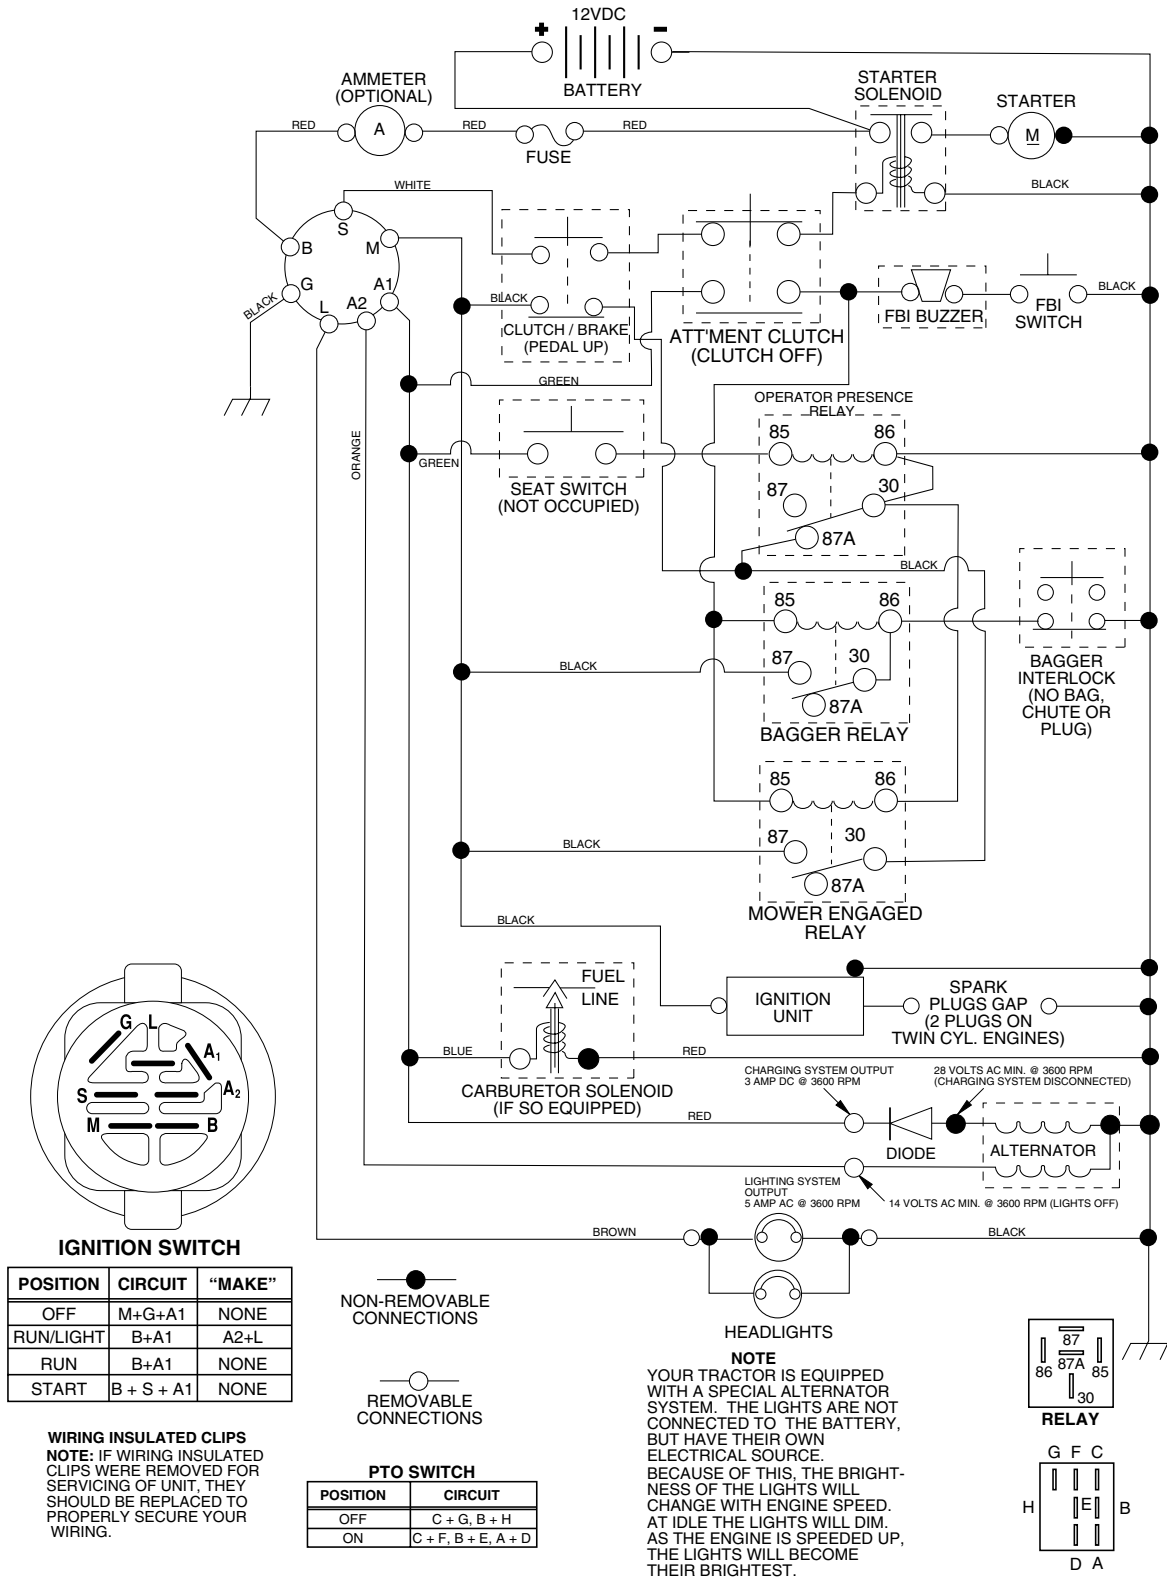 12VDC
+
-
BATTERY
AMMETER
(OPTIONAL)
STARTER
SOLENOID
STARTER
RED
A
RED
FUSE
RED
M
WHITE
BLACK
S
B
M
G
A1
L
A2
BLACK
BLACK
CLUTCH / BRAKE
(PEDAL UP)
ATT'MENT CLUTCH
(CLUTCH OFF)
FBI BUZZER
FBI
SWITCH
BLACK
GREEN
OPERATOR PRESENCE
RELAY
ORANGE
GREEN
SEAT SWITCH
(NOT OCCUPIED)
85
86
87
30
87A
BLACK
85
86
BLACK
87
30
87A
BAGGER RELAY
BAGGER
INTERLOCK
(NO BAG,
CHUTE OR
PLUG)
85
86
BLACK
87
30
87A
MOWER ENGAGED
RELAY
BLACK
FUEL
LINE
IGNITION
UNIT
SPARK
PLUGS GAP
(2 PLUGS ON
TWIN CYL. ENGINES)
BLUE
RED
CARBURETOR SOLENOID
(IF SO EQUIPPED)
CHARGING SYSTEM OUTPUT
3 AMP DC @ 3600 RPM
28 VOLTS AC MIN. @ 3600 RPM
(CHARGING SYSTEM DISCONNECTED)
RED
DIODE
ALTERNATOR
LIGHTING SYSTEM
OUTPUT
5 AMP AC @ 3600 RPM
14 VOLTS AC MIN. @ 3600 RPM (LIGHTS OFF)
BROWN
BLACK
HEADLIGHTS
G
L
A1
A2
S
M
B
IGNITION SWITCH
POSITION CIRCUIT "MAKE"
OFF M+G+A1 NONE
RUN/LIGHT B+A1 A2+L
RUN B+A1 NONE
START B + S + A1 NONE
NON-REMOVABLE
CONNECTIONS
REMOVABLE
CONNECTIONS
WIRING INSULATED CLIPS
NOTE: IF WIRING INSULATED
CLIPS WERE REMOVED FOR
SERVICING OF UNIT, THEY
SHOULD BE REPLACED TO
PROPERLY SECURE YOUR
WIRING.
PTO SWITCH
POSITION CIRCUIT
OFF C + G, B + H
ON C + F, B + E, A + D
NOTE
YOUR TRACTOR IS EQUIPPED
WITH A SPECIAL ALTERNATOR
SYSTEM. THE LIGHTS ARE NOT
CONNECTED TO THE BATTERY,
BUT HAVE THEIR OWN
ELECTRICAL SOURCE.
BECAUSE OF THIS, THE BRIGHT-
NESS OF THE LIGHTS WILL
CHANGE WITH ENGINE SPEED.
AT IDLE THE LIGHTS WILL DIM.
AS THE ENGINE IS SPEEDED UP,
THE LIGHTS WILL BECOME
THEIR BRIGHTEST.
87
87A
86
85
30
RELAY
G F C
H E B
D A